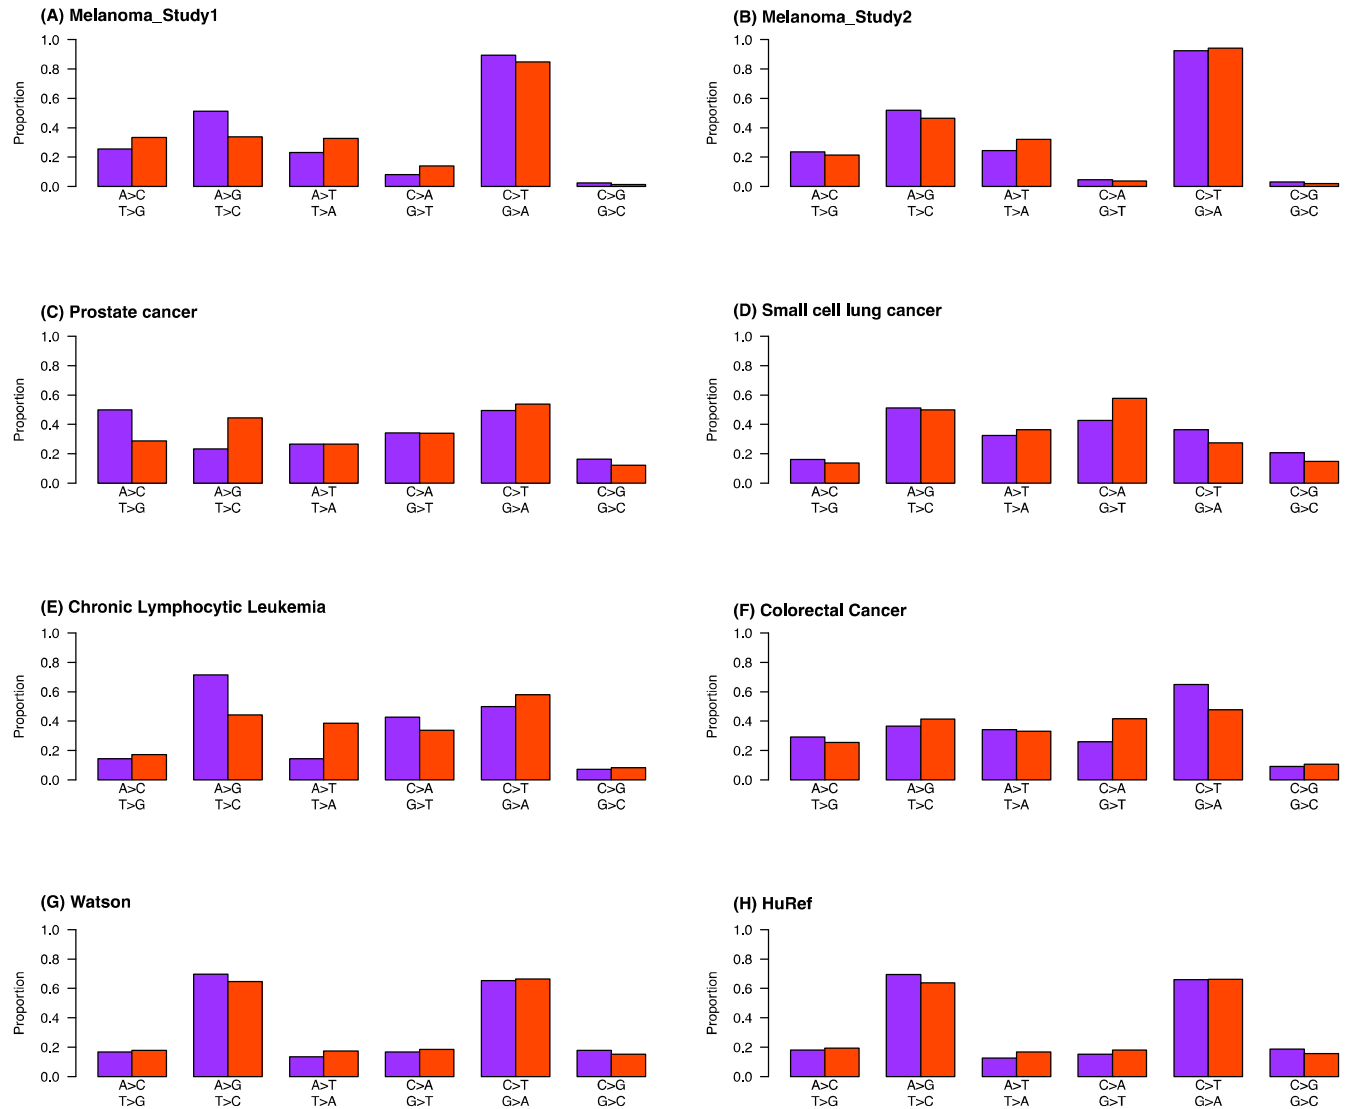 (A) Melanoma_Study1
1.0
0.8
0.6
0.4
0.2
0.0
Proportion
A>C A>G A>T C>A C>T C>G
T>G T>C T>A G>T G>A G>C
(B) Melanoma_Study2
1.0
0.8
0.6
0.4
0.2
0.0
Proportion
A>C A>G A>T C>A C>T C>G
T>G T>C T>A G>T G>A G>C
(C) Prostate cancer
1.0
0.8
0.6
0.4
0.2
0.0
Proportion
A>C A>G A>T C>A C>T C>G
T>G T>C T>A G>T G>A G>C
(D) Small cell lung cancer
1.0
0.8
0.6
0.4
0.2
0.0
Proportion
A>C A>G A>T C>A C>T C>G
T>G T>C T>A G>T G>A G>C
(E) Chronic Lymphocytic Leukemia
1.0
0.8
0.6
0.4
0.2
0.0
Proportion
A>C A>G A>T C>A C>T C>G
T>G T>C T>A G>T G>A G>C
(F) Colorectal Cancer
1.0
0.8
0.6
0.4
0.2
0.0
Proportion
A>C A>G A>T C>A C>T C>G
T>G T>C T>A G>T G>A G>C
(G) Watson
1.0
0.8
0.6
0.4
0.2
0.0
Proportion
A>C A>G A>T C>A C>T C>G
T>G T>C T>A G>T G>A G>C
(H) HuRef
1.0
0.8
0.6
0.4
0.2
0.0
Proportion
A>C A>G A>T C>A C>T C>G
T>G T>C T>A G>T G>A G>C